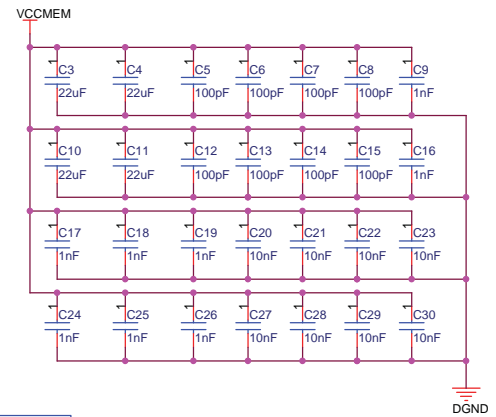 VCCMEM
C3 C4 C5 C6 C7 C8 C9
22uF 22uF 100pF 100pF 100pF 100pF 1nF
C10 C11 C12 C13 C14 C15 C16
22uF 22uF 100pF 100pF 100pF 100pF 1nF
C17 C18 C19 C20 C21 C22 C23
1nF 1nF 1nF 10nF 10nF 10nF 10nF
C24 C25 C26 C27 C28 C29 C30
1nF 1nF 1nF 10nF 10nF 10nF 10nF
DGND